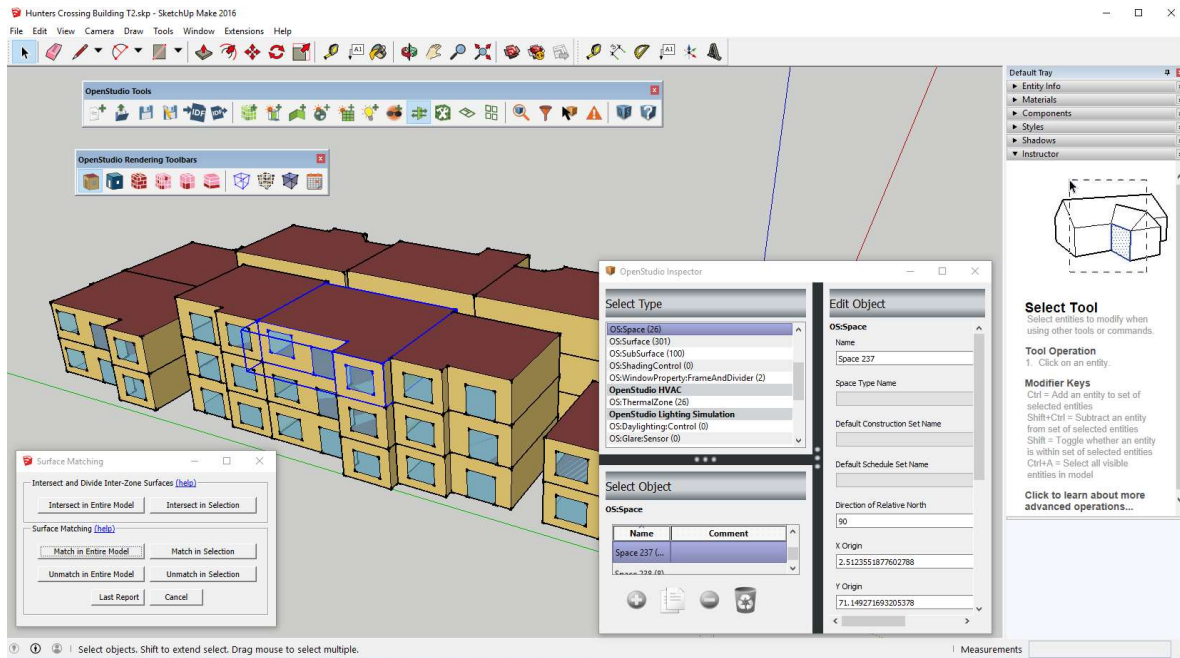 Hunters Crossing Building T2.skp - SketchUp Make 2016
File Edit View Camera Draw Tools Window Extensions Help
A1
A1
Default Tray
Entity Info
Materials
Components
Styles
Shadows
Instructor
OpenStudio Tools
IDF
IDF
OpenStudio Rendering Toolbars
Select Tool
Select entities to modify when
using other tools or commands.
Tool Operation
1. Click on an entity.
Modifier Keys
Ctrl = Add an entity to set of
selected entities
Shift+Ctrl = Subtract an entity
from set of selected entities
Shift = Toggle whether an entity
is within set of selected entities
Ctrl+A = Select all visible
entities in model
Click to learn about more
advanced operations...
OpenStudio Inspector
Select Type
OS:Space (26)
OS:Surface (301)
OS:SubSurface (100)
OS:ShadingControl (0)
OS:WindowProperty:FrameAndDivider (2)
OpenStudio HVAC
OS:ThermalZone (26)
OpenStudio Lighting Simulation
OS:Daylighting:Control (0)
OS:Glare:Sensor (0)
Select Object
OS:Space
Name Comment
Space 237 (...
Space 238 (8)
Edit Object
OS:Space
Name
Space 237
Space Type Name
Default Construction Set Name
Default Schedule Set Name
Direction of Relative North
90
X Origin
2.5123551877602788
Y Origin
71.149271693205378
Surface Matching
Intersect and Divide Inter-Zone Surfaces (help)
Intersect in Entire Model Intersect in Selection
Surface Matching (help)
Match in Entire Model Match in Selection
Unmatch in Entire Model Unmatch in Selection
Last Report Cancel
Select objects. Shift to extend select. Drag mouse to select multiple.
Measurements